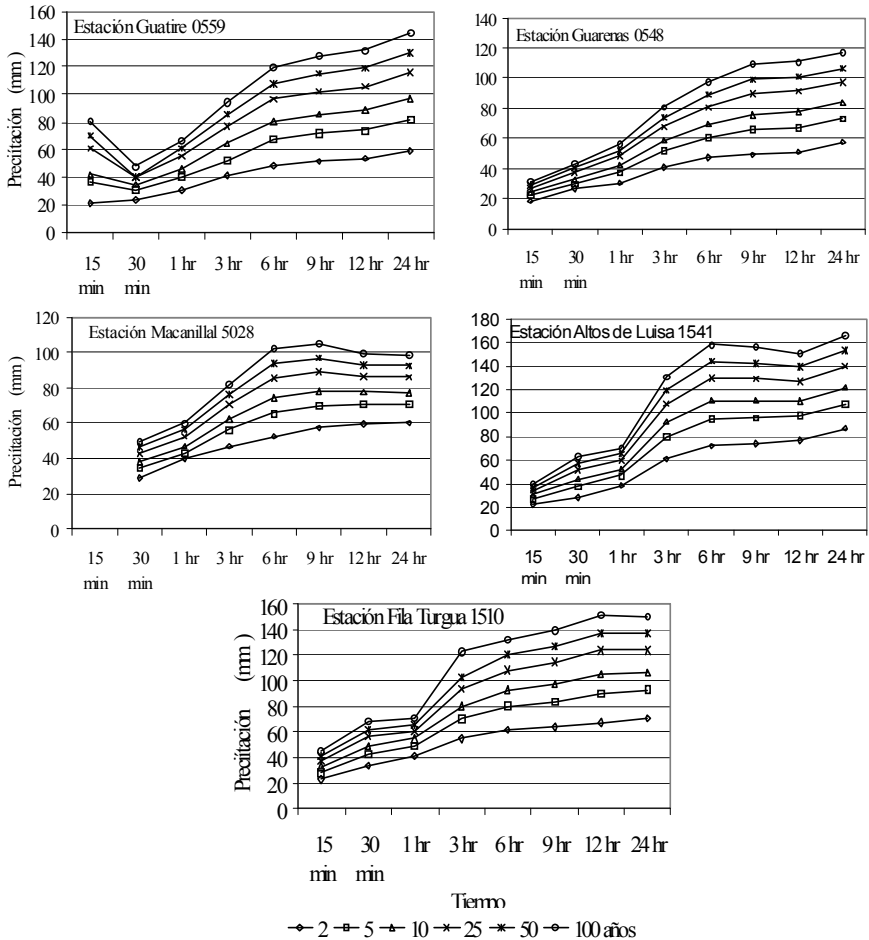 Estación Guatire 0559
Preciítación (mm)
160
140
120
100
80
60
40
20
0
15 min
30 min
1 hr
3 hr
6 hr
9 hr
12 hr
24 hr
Estación Guarenas 0548
140
120
100
80
60
40
20
0
15 min
30 min
1 hr
3 hr
6 hr
9 hr
12 hr
24 hr
Estación Macanillal 5028
Preciítación (mm)
120
100
80
60
40
20
0
15 min
30 min
1 hr
3 hr
6 hr
9 hr
12 hr
24 hr
Estación Altos de Luisa 1541
180
160
140
120
100
80
60
40
20
0
15 min
30 min
1 hr
3 hr
6 hr
9 hr
12 hr
24 hr
Estación Fila Turgua 1510
Preciítación (mm)
160
140
120
100
80
60
40
20
0
15 min
30 min
1 hr
3 hr
6 hr
9 hr
12 hr
24 hr
Tiempo
2 5 10 25 50 100 años